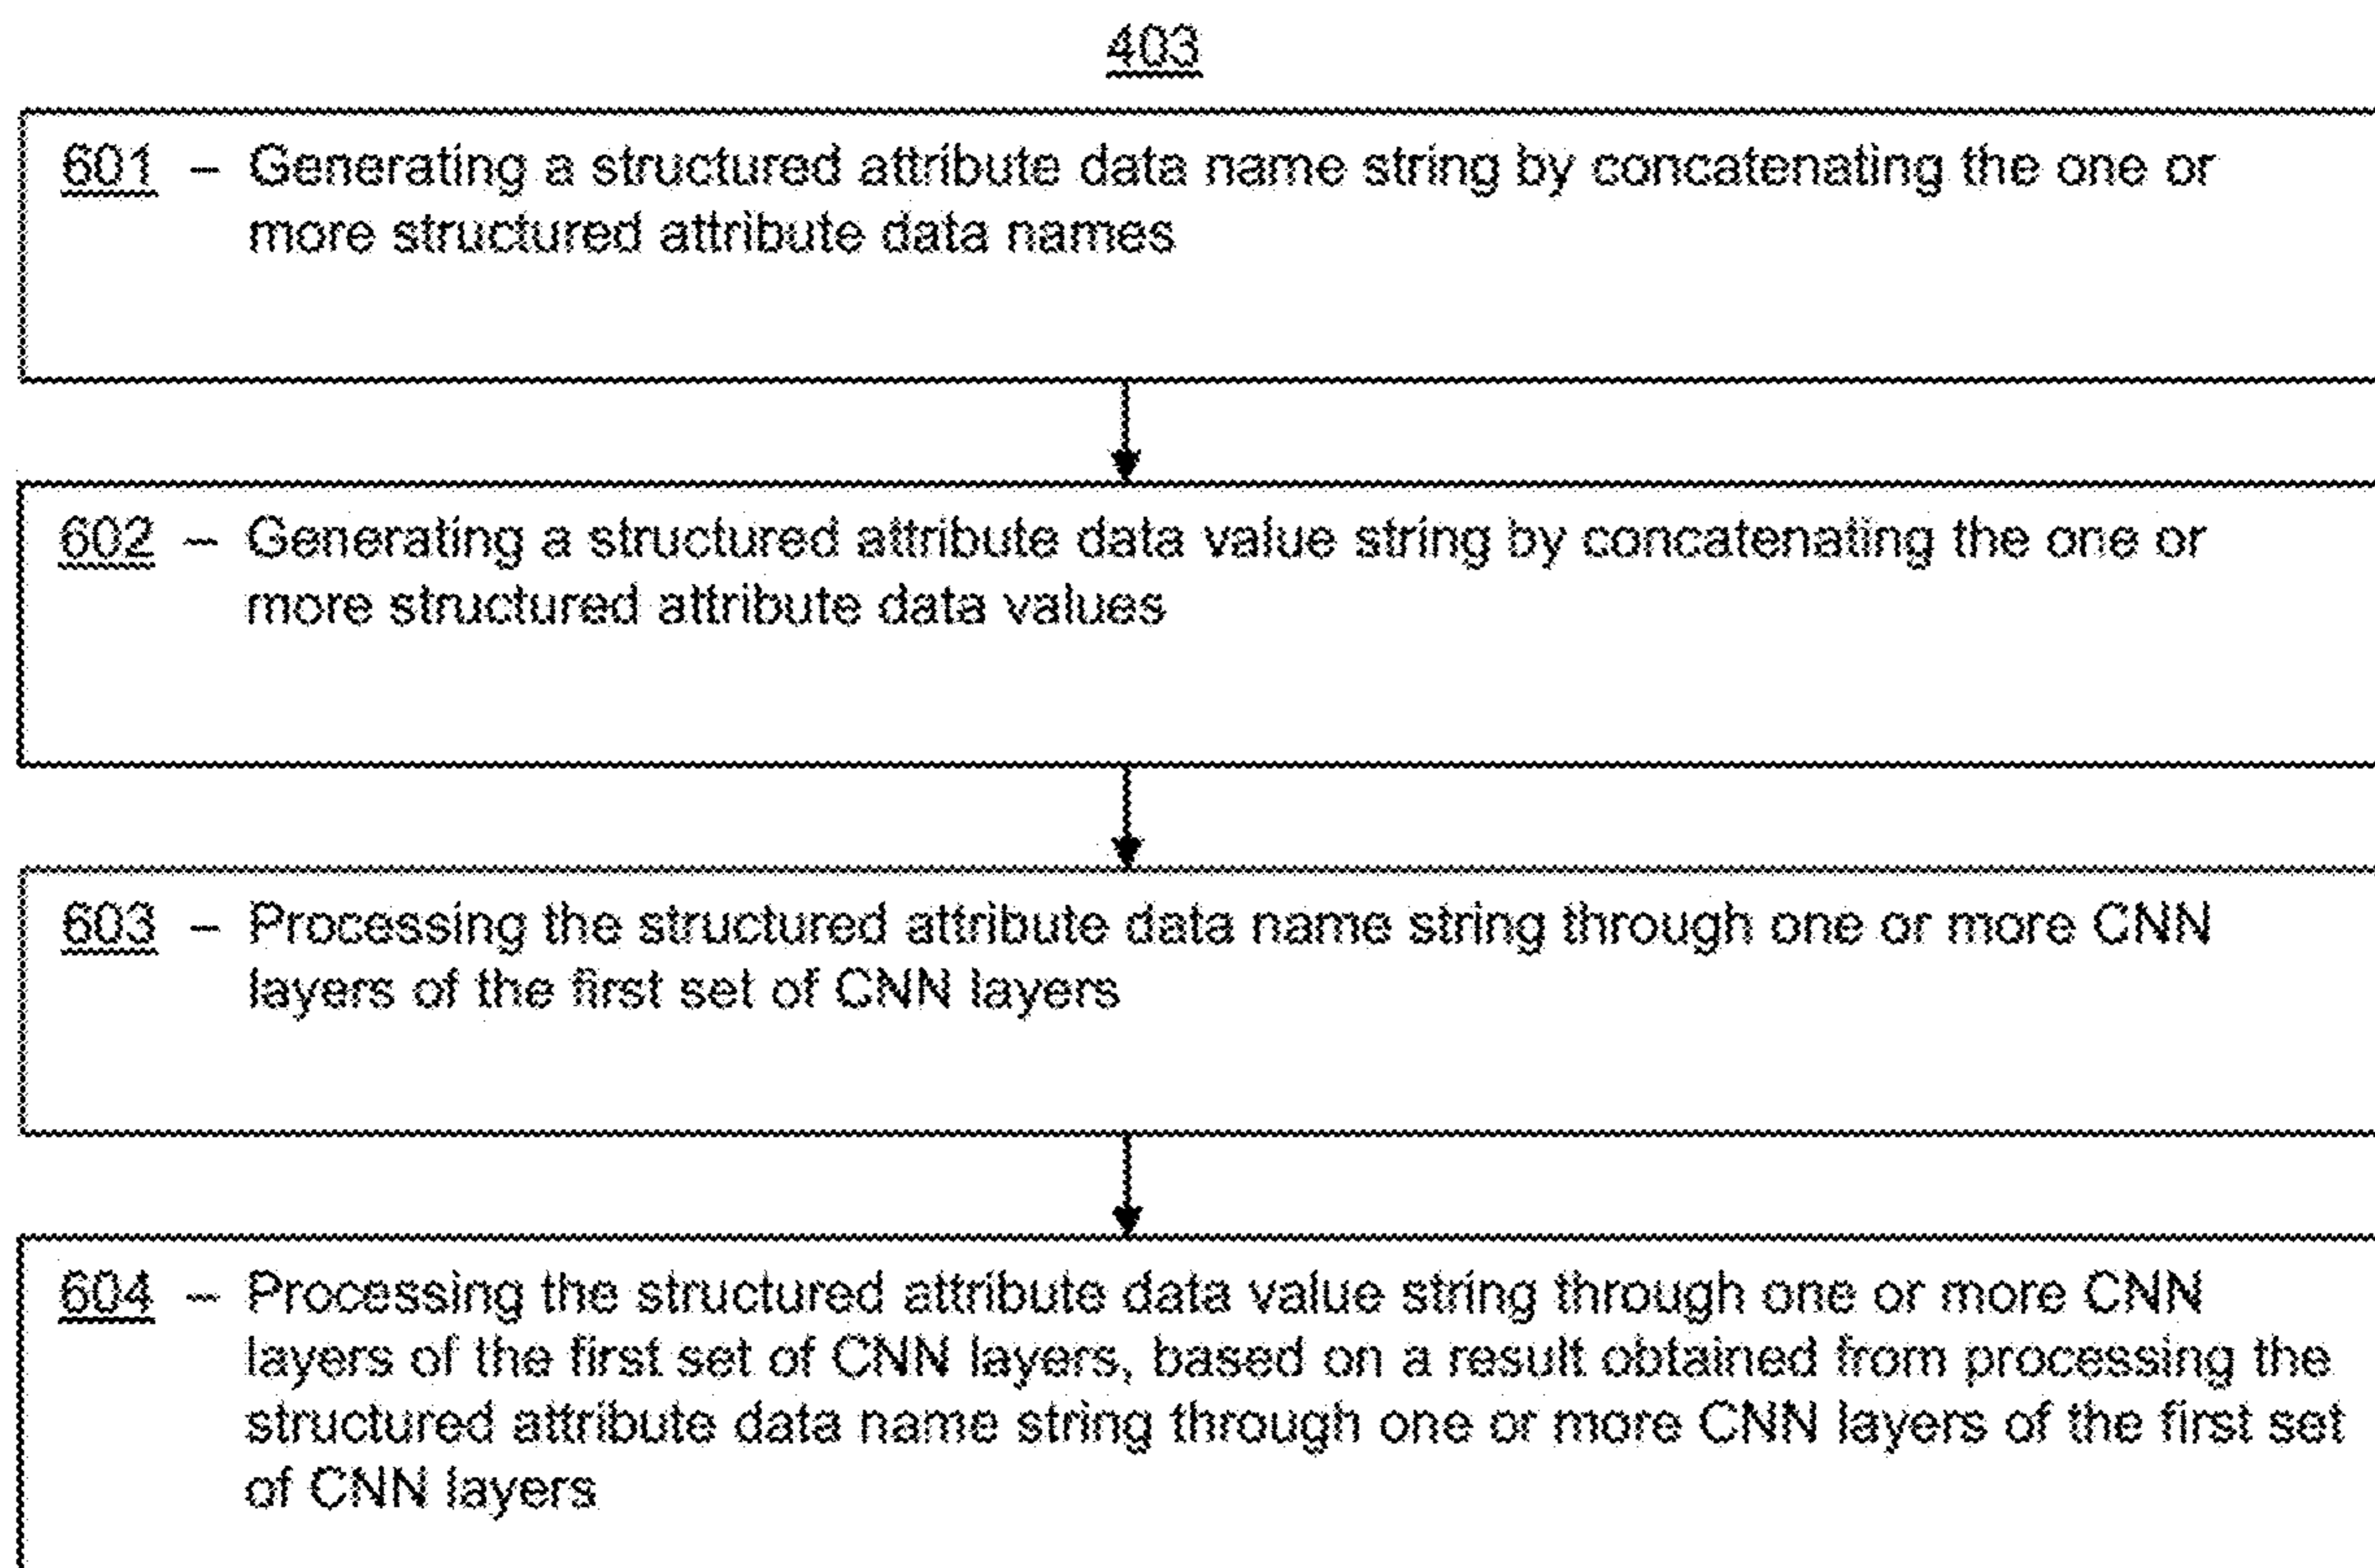 403
601 – Generating a structured attribute data name string by concatenating the one or
more structured attribute data names
602 – Generating a structured attribute data value string by concatenating the one or
more structured attribute data values
603 – Processing the structured attribute data name string through one or more CNN
layers of the first set of CNN layers
604 – Processing the structured attribute data value string through one or more CNN
layers of the first set of CNN layers, based on a result obtained from processing the
structured attribute data name string through one or more CNN layers of the first set
of CNN layers